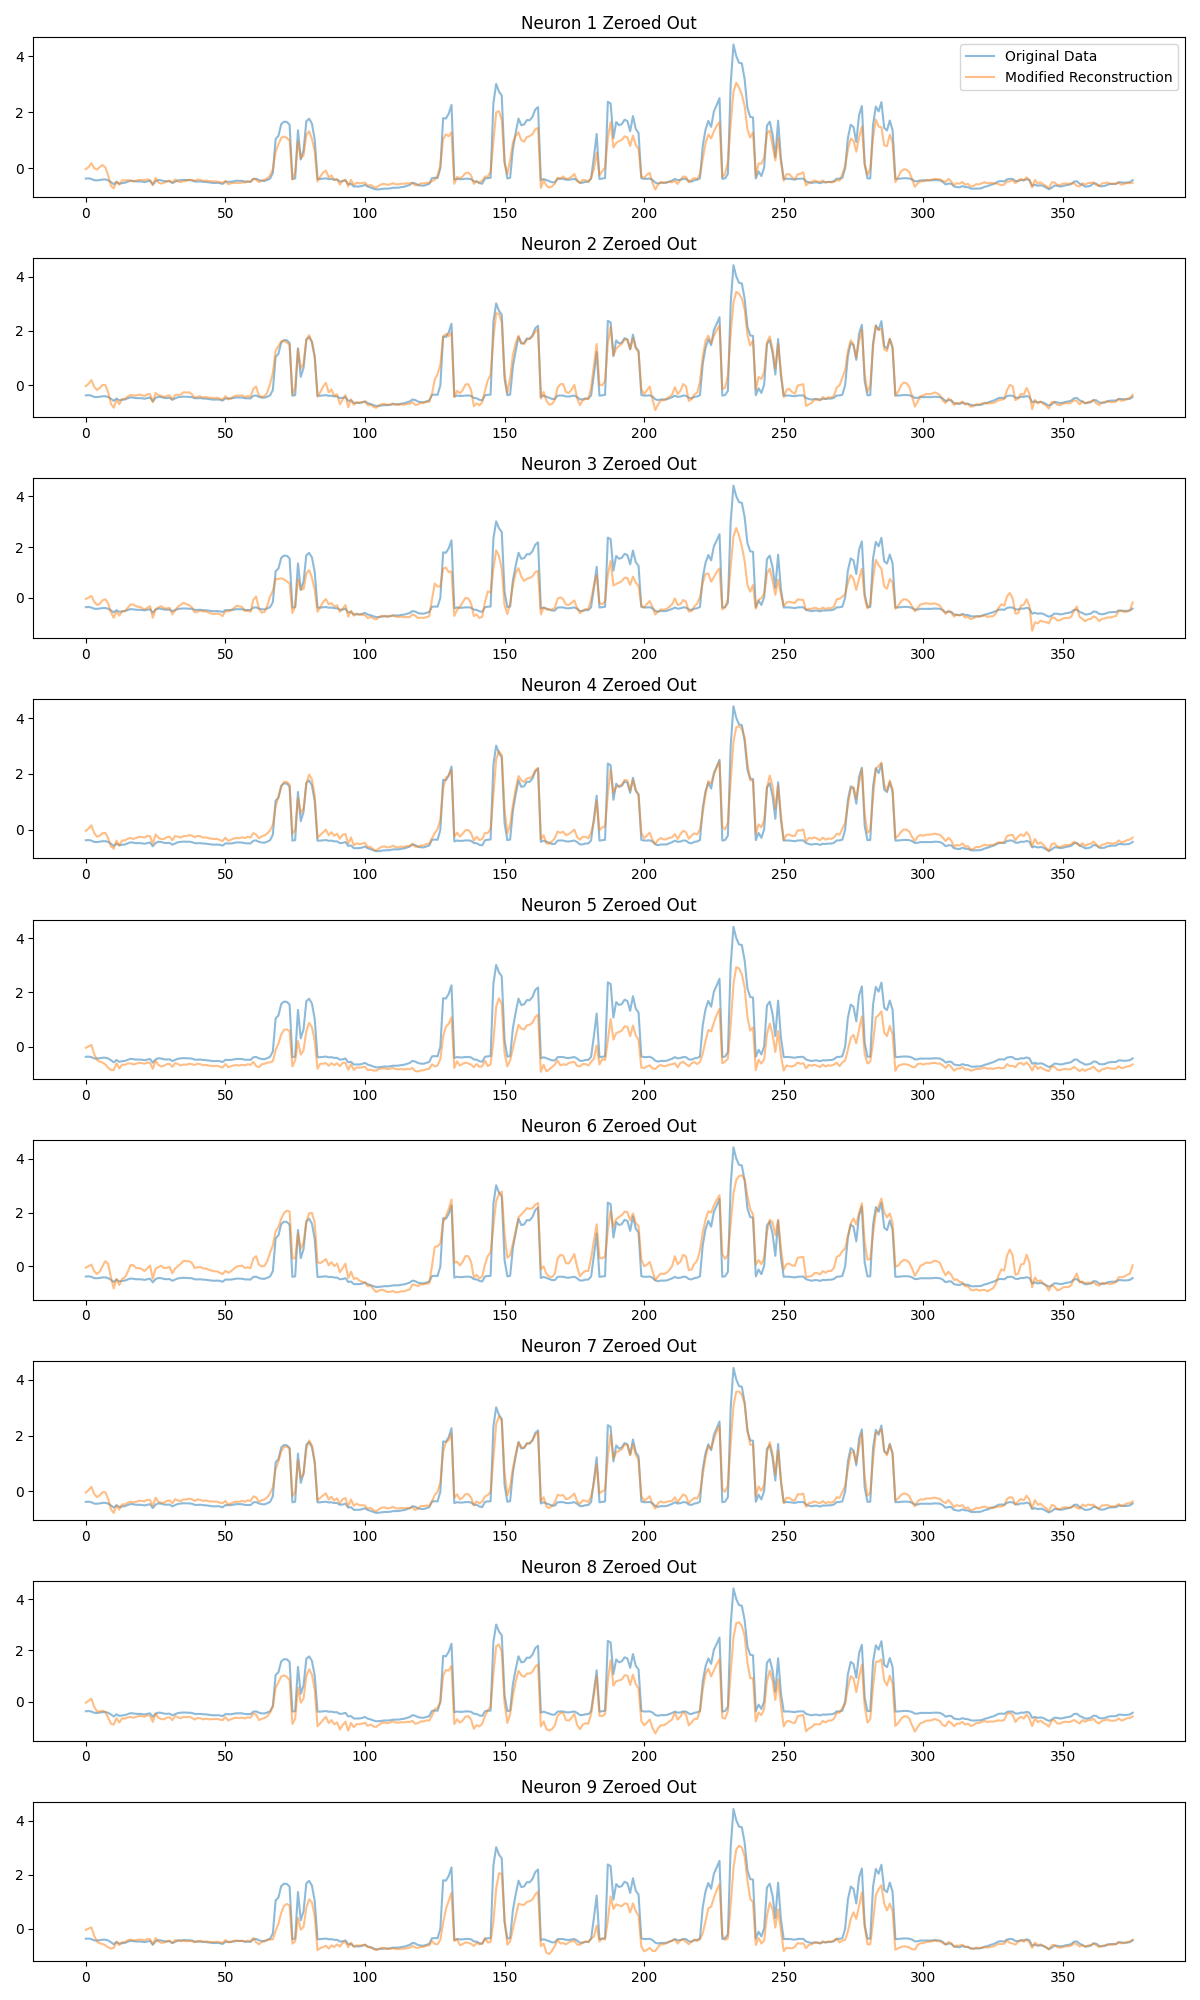 Neuron 1 Zeroed Out
Original Data
Modified Reconstruction
4
2
0
0 50 100 150 200 250 300 350
Neuron 2 Zeroed Out
4
2
0
0 50 100 150 200 250 300 350
Neuron 3 Zeroed Out
4
2
0
0 50 100 150 200 250 300 350
Neuron 4 Zeroed Out
4
2
0
0 50 100 150 200 250 300 350
Neuron 5 Zeroed Out
4
2
0
0 50 100 150 200 250 300 350
Neuron 6 Zeroed Out
4
2
0
0 50 100 150 200 250 300 350
Neuron 7 Zeroed Out
4
2
0
0 50 100 150 200 250 300 350
Neuron 8 Zeroed Out
4
2
0
0 50 100 150 200 250 300 350
Neuron 9 Zeroed Out
4
2
0
0 50 100 150 200 250 300 350